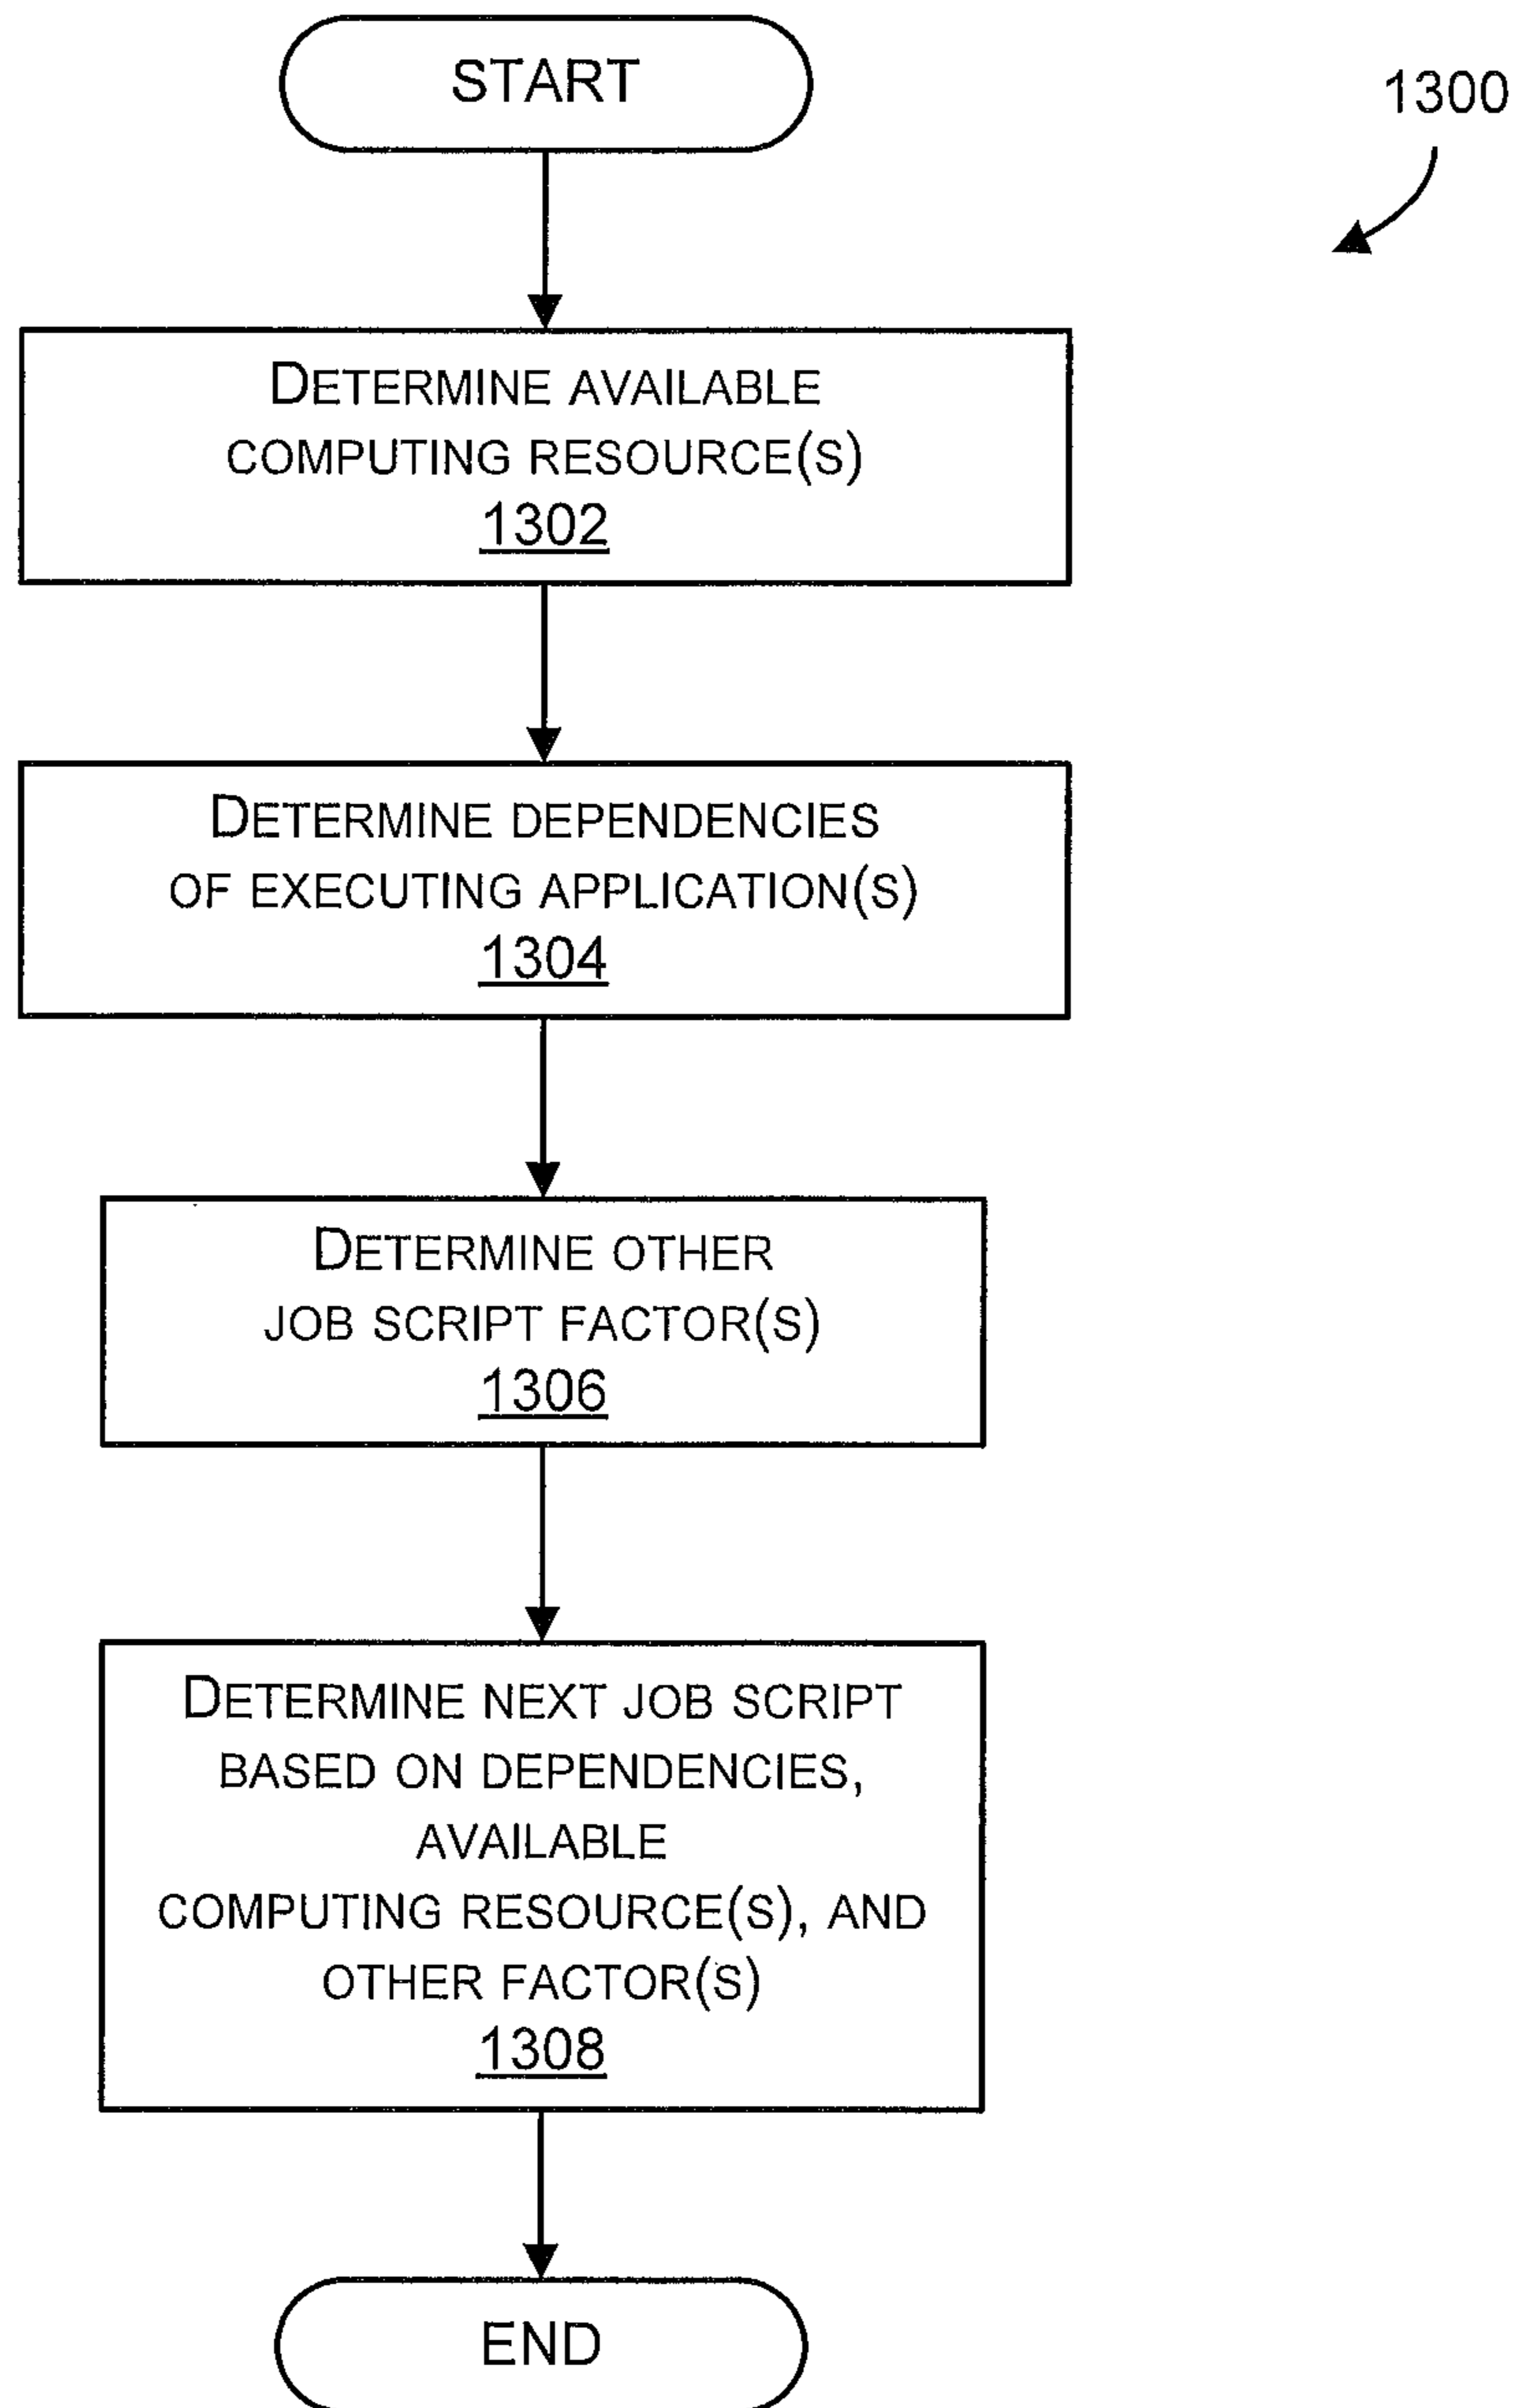 START
1300
DETERMINE AVAILABLE
COMPUTING RESOURCE(S)
1302
DETERMINE DEPENDENCIES
OF EXECUTING APPLICATION(S)
1304
DETERMINE OTHER
JOB SCRIPT FACTOR(S)
1306
DETERMINE NEXT JOB SCRIPT
BASED ON DEPENDENCIES,
AVAILABLE
COMPUTING RESOURCE(S), AND
OTHER FACTOR(S)
1308
END